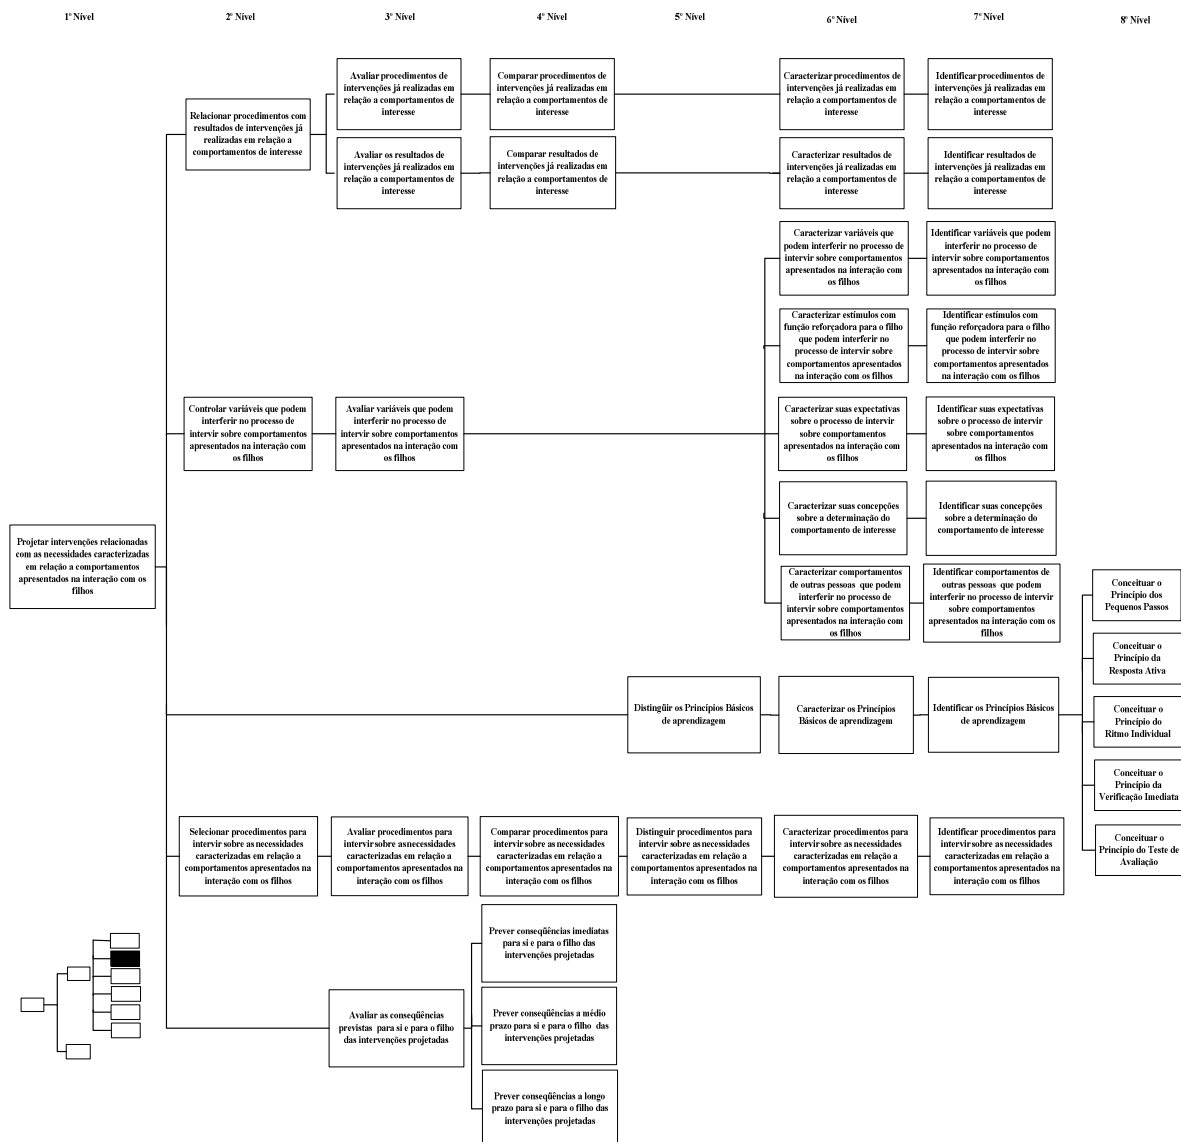 1º Nível
2º Nível
3º Nível
4º Nível
5º Nível
6º Nível
7º Nível
8º Nível
Avaliar procedimentos de
intervenções já realizadas em
relação a comportamentos de
interesse
Comparar procedimentos de
intervenções já realizadas em
relação a comportamentos de
interesse
Caracterizar procedimentos de
intervenções já realizadas em
relação a comportamentos de
interesse
Identificar procedimentos de
intervenções já realizadas em
relação a comportamentos de
interesse
Relacionar procedimentos com
resultados de intervenções já
realizadas em relação a
comportamentos de interesse
Avaliar os resultados de
intervenções já realizados em
relação a comportamentos de
interesse
Comparar resultados de
intervenções já realizadas em
relação a comportamentos de
interesse
Caracterizar resultados de
intervenções já realizadas em
relação a comportamentos de
interesse
Identificar resultados de
intervenções já realizadas em
relação a comportamentos de
interesse
Caracterizar variáveis que
podem interferir no processo de
intervir sobre comportamentos
apresentados na interação com
os filhos
Identificar variáveis que podem
interferir no processo de
intervir sobre comportamentos
apresentados na interação com
os filhos
Caracterizar estímulos com
função reforçadora para o filho
que podem interferir no
processo de intervir sobre
comportamentos apresentados
na interação com os filhos
Identificar estímulos com
função reforçadora para o filho
que podem interferir no
processo de intervir sobre
comportamentos apresentados
na interação com os filhos
Controlar variáveis que podem
interferir no processo de
intervir sobre comportamentos
apresentados na interação com
os filhos
Avaliar variáveis que podem
interferir no processo de
intervir sobre comportamentos
apresentados na interação com
os filhos
Caracterizar suas expectativas
sobre o processo de intervir
sobre comportamentos
apresentados na interação com
os filhos
Identificar suas expectativas
sobre o processo de intervir
sobre comportamentos
apresentados na interação com
os filhos
Caracterizar suas concepções
sobre a determinação do
comportamento de interesse
Identificar suas concepções
sobre a determinação do
comportamento de interesse
Projetar intervenções relacionadas
com as necessidades caracterizadas
em relação a comportamentos
apresentados na interação com os
filhos
Caracterizar comportamentos
de outras pessoas que podem
interferir no processo de
intervir sobre comportamentos
apresentados na interação com
os filhos
Identificar comportamentos de
outras pessoas que podem
interferir no processo de intervir
sobre comportamentos
apresentados na interação com os
filhos
Conceituar o
Princípio dos
Pequenos Passos
Conceituar o
Princípio da
Resposta Ativa
Distingüir os Princípios Básicos
de aprendizagem
Caracterizar os Princípios
Básicos de aprendizagem
Identificar os Princípios Básicos
de aprendizagem
Conceituar o
Princípio do
Ritmo Individual
Conceituar o
Princípio da
Verificação Imediata
Conceituar o
Princípio do Teste de
Avaliação
Selecionar procedimentos para
intervir sobre as necessidades
caracterizadas em relação a
comportamentos apresentados na
interação com os filhos
Avaliar procedimentos para
intervir sobre as necessidades
caracterizadas em relação a
comportamentos apresentados na
interação com os filhos
Comparar procedimentos para
intervir sobre as necessidades
caracterizadas em relação a
comportamentos apresentados na
interação com os filhos
Distinguir procedimentos para
intervir sobre as necessidades
caracterizadas em relação a
comportamentos apresentados na
interação com os filhos
Caracterizar procedimentos para
intervir sobre as necessidades
caracterizadas em relação a
comportamentos apresentados na
interação com os filhos
Identificar procedimentos para
intervir sobre as necessidades
caracterizadas em relação a
comportamentos apresentados na
interação com os filhos
Prever conseqüências imediatas
para si e para o filho das
intervenções projetadas
Avaliar as conseqüências
previstas para si e para o filho
das intervenções projetadas
Prever conseqüências a médio
prazo para si e para o filho das
intervenções projetadas
Prever conseqüências a longo
prazo para si e para o filho das
intervenções projetadas